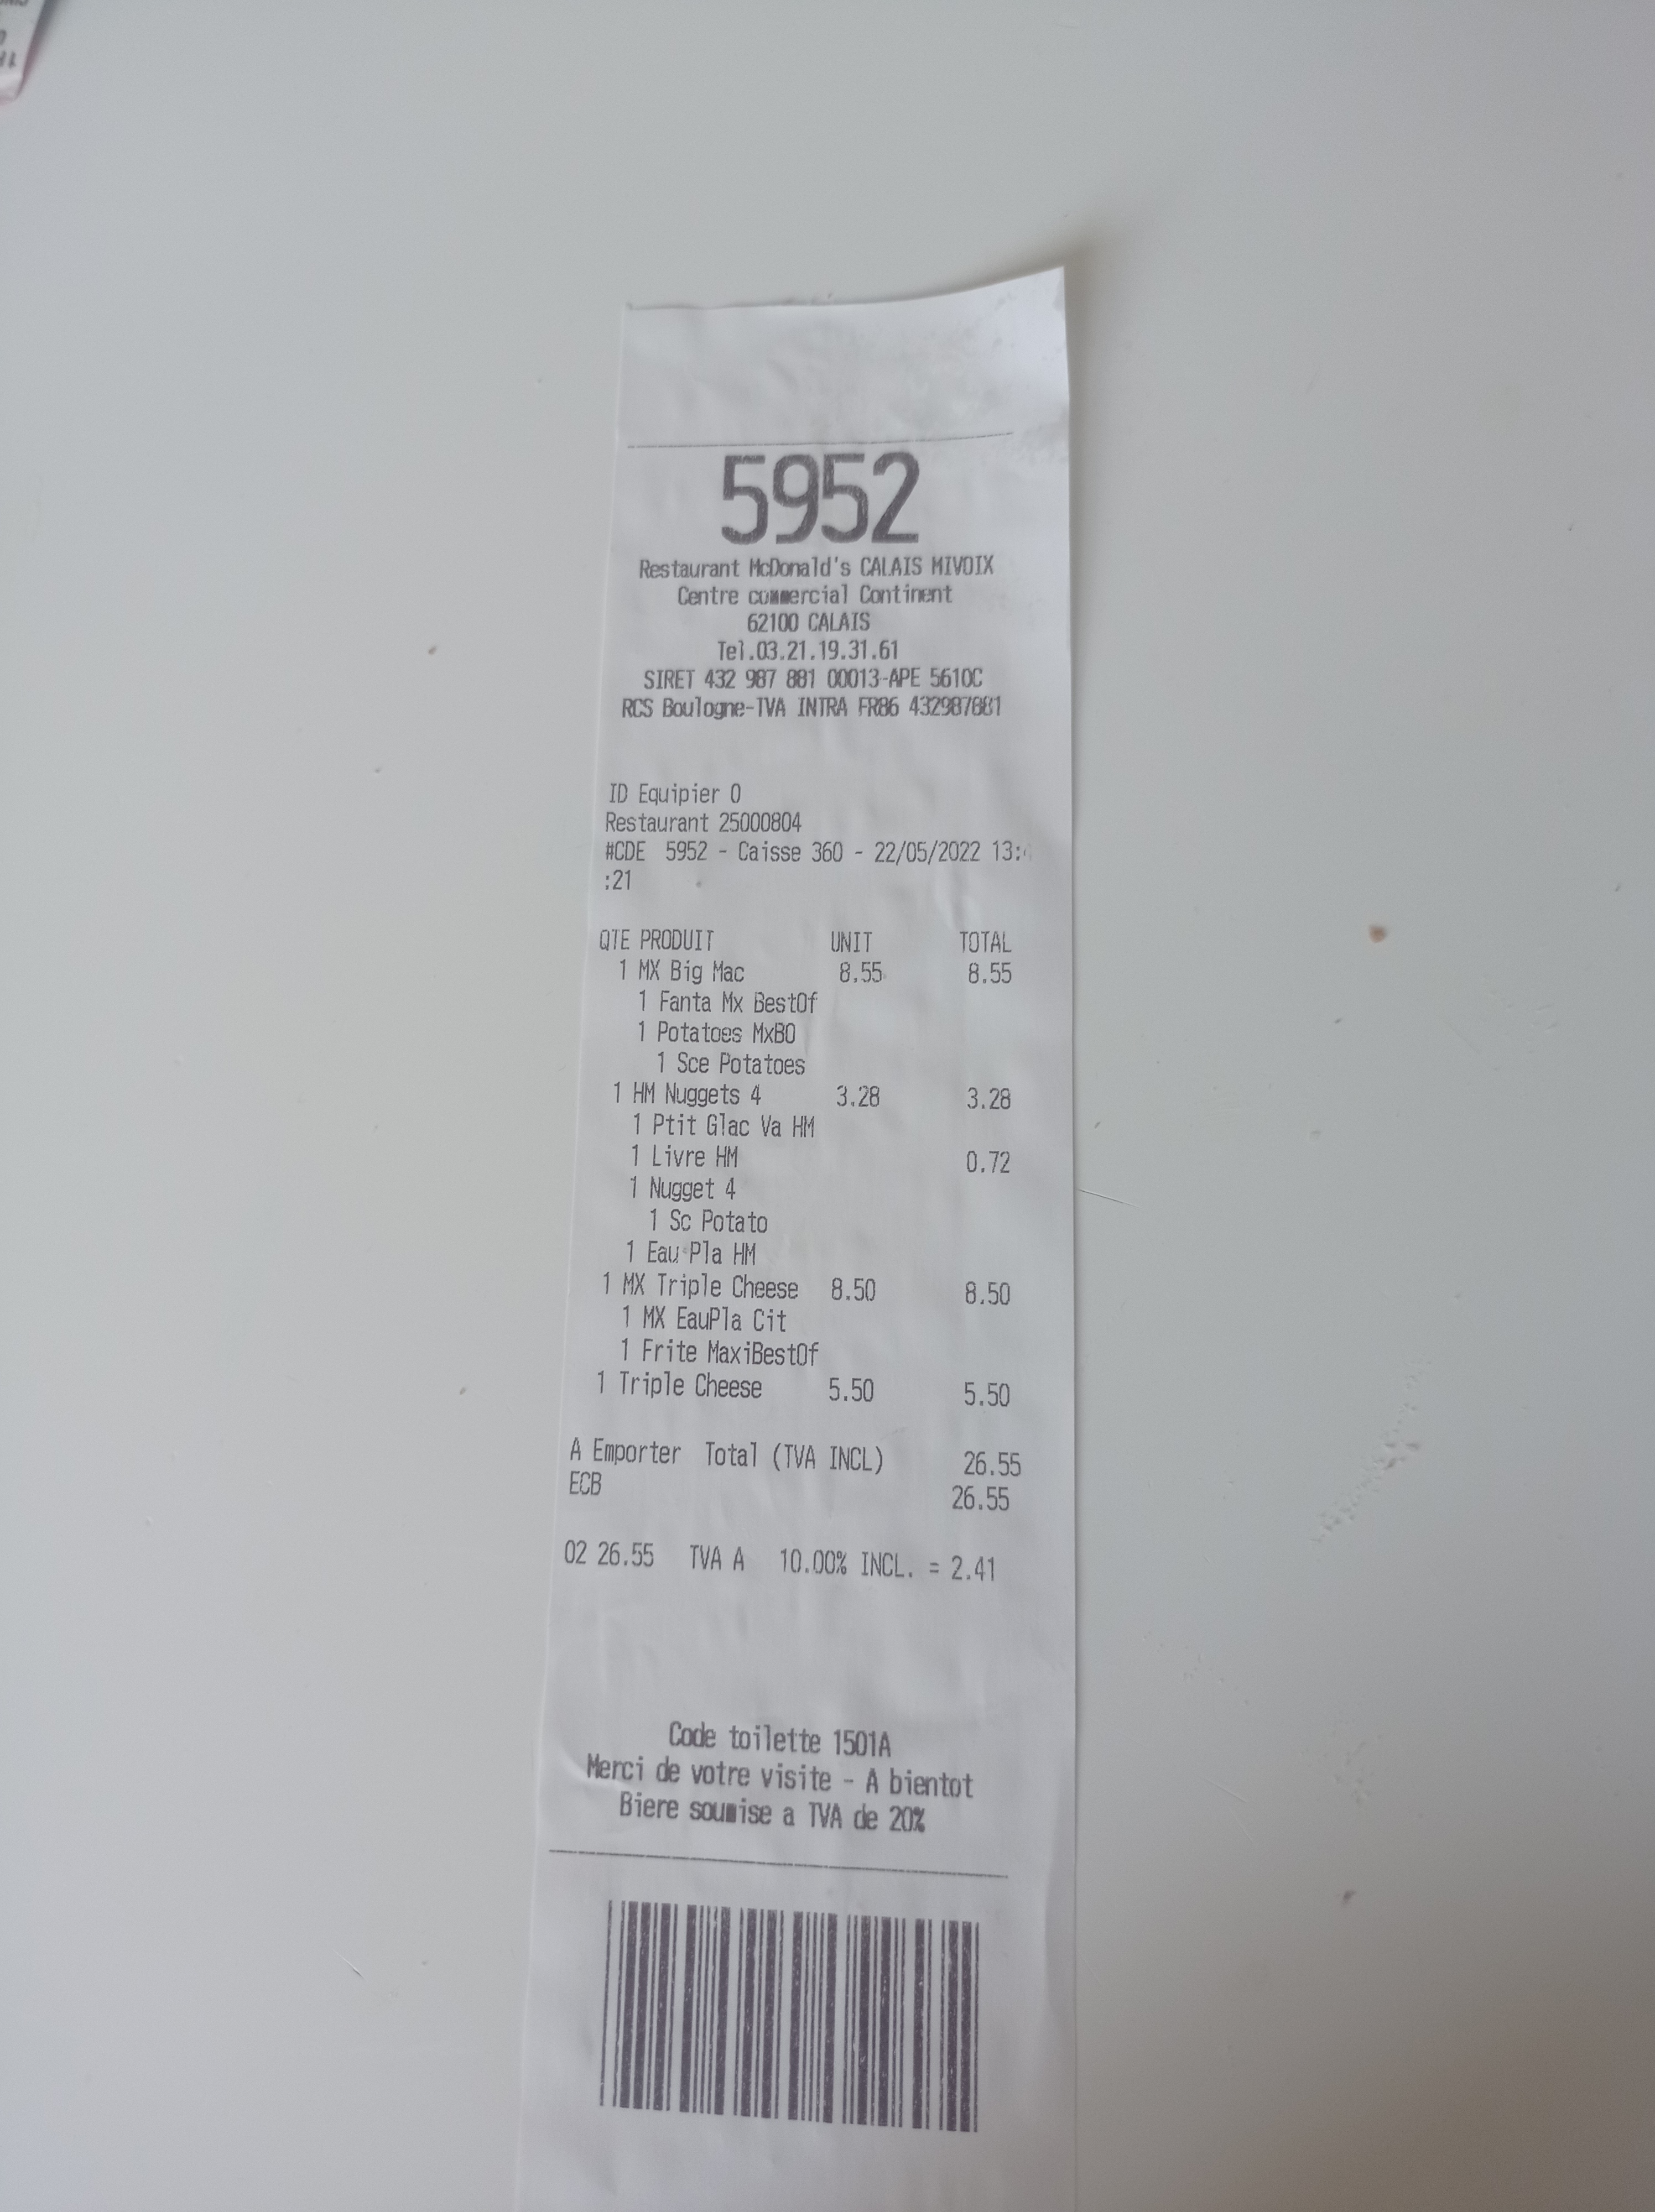 5952
Restaurant McDonald's CALAIS MIVOIX
Centre commercial Continent
62100 CALAIS
Tel.03.21.19.31.61
SIRET 432 987 881 00013-APE 5610C
RCS Boulogne-TVA INTRA FR86 432987881
ID Equipier 0
Restaurant 25000804
#CDE 5952 - Caisse 360 - 22/05/2022 13:
:21
QTE PRODUIT UNIT TOTAL
1 MX Big Mac 8.55 8.55
1 Fanta Mx BestOf
1 Potatoes MxBO
1 Sce Potatoes
1 HM Nuggets 4 3.28 3.28
1 Ptit Glac Va HM
1 Livre HM 0.72
1 Nugget 4
1 Sc Potato
1 Eau Pla HM
1 MX Triple Cheese 8.50 8.50
1 MX EauPla Cit
1 Frite MaxiBestOf
1 Triple Cheese 5.50 5.50
A Emporter Total (TVA INCL) 26.55
ECB 26.55
02 26.55 TVA A 10.00% INCL. = 2.41
Code toilette 1501A
Merci de votre visite - A bientot
Biere soumise a TVA de 20%